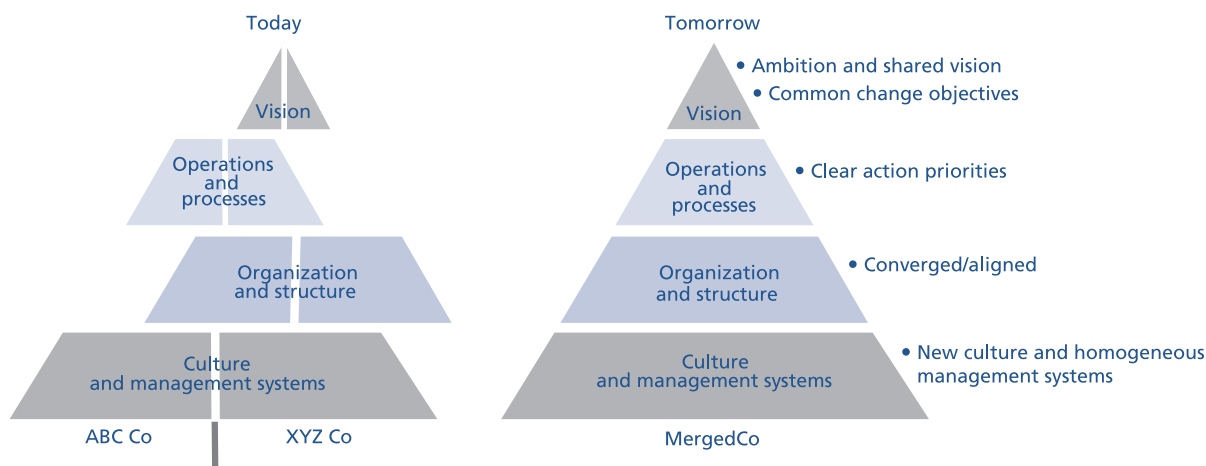 Today
Vision
Operations
and
processes
Organization
and structure
Culture
and management systems
ABC Co
XYZ Co
Tomorrow
Vision
• Ambition and shared vision
• Common change objectives
Operations
and
processes
• Clear action priorities
Organization
and structure
• Converged/aligned
Culture
and management systems
• New culture and homogeneous
management systems
MergedCo